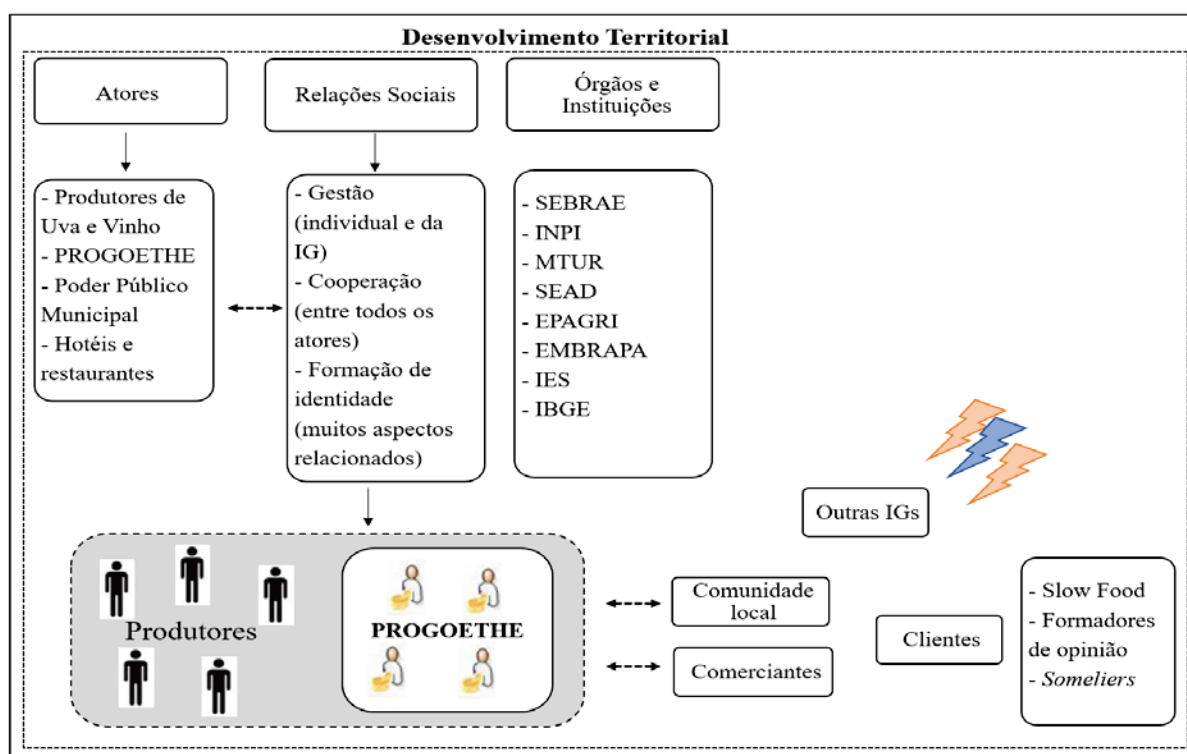 Desenvolvimento Territorial
Atores
Relações Sociais
Órgãos e
Instituições
- Produtores de
Uva e Vinho
- PROGOETHE
- Poder Público
Municipal
- Hotéis e
restaurantes
- Gestão
(individual e da
IG)
- Cooperação
(entre todos os
atores)
- Formação de
identidade
(muitos aspectos
relacionados)
- SEBRAE
- INPI
- MTUR
- SEAD
- EPAGRI
- EMBRAPA
- IES
- IBGE
Outras IGs
Produtores
PROGOETHE
Comunidade
local
Comerciantes
Clientes
- Slow Food
- Formadores
de opinião
- Someliers